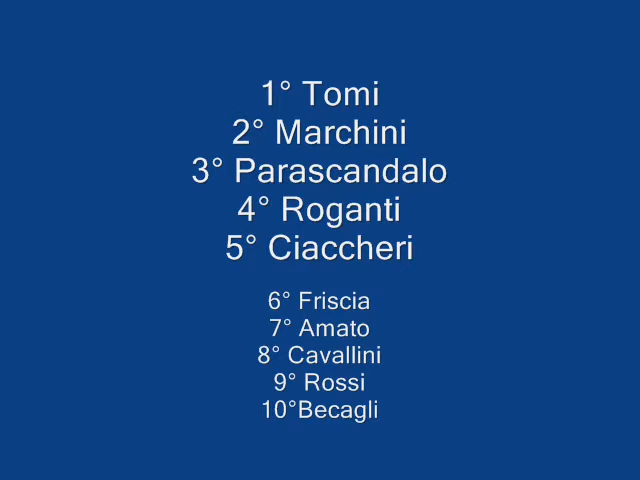 1° Tomi
2° Marchini
3° Parascandalo
4° Roganti
5° Ciaccheri
6° Friscia
7° Amato
8° Cavallini
9° Rossi
10°Becagli